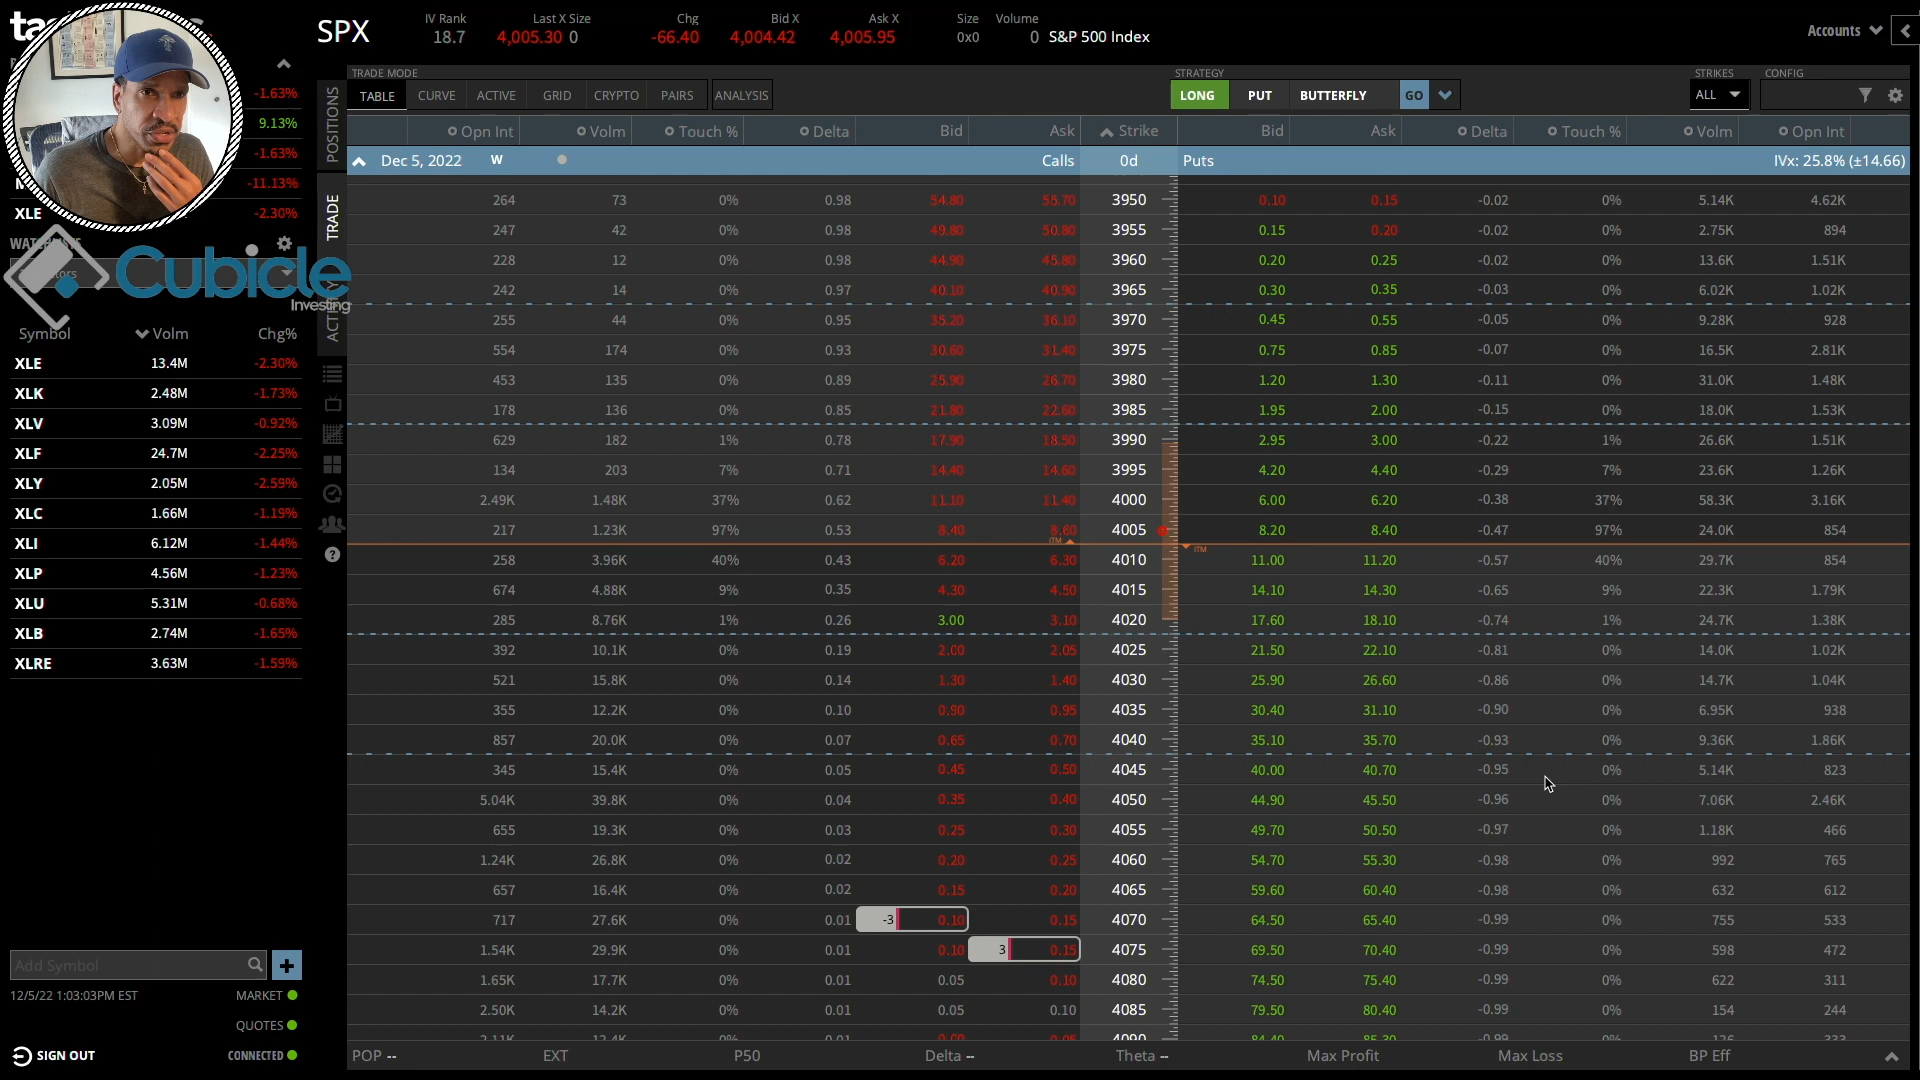 SPX
IV Rank Last X Size Chg Bid X Ask X Size Volume
18.7 4,005.30 0 -66.40 4,004.42 4,005.95 0x0 0 S&P 500 Index
Accounts
TRADE MODE STRATEGY STRIKES CONFIG
TABLE CURVE ACTIVE GRID CRYPTO PAIRS ANALYSIS LONG PUT BUTTERFLY GO ALL
Opn Int Volm Touch % Delta Bid Ask Strike Bid Ask Delta Touch % Volm Opn Int
Dec 5, 2022 W Calls 0d Puts IVx: 25.8% (±14.66)
264 73 0% 0.98 54.80 55.70 3950 0.10 0.15 -0.02 0% 5.14K 4.62K
247 42 0% 0.98 49.80 50.80 3955 0.15 0.20 -0.02 0% 2.75K 894
228 12 0% 0.98 44.90 45.80 3960 0.20 0.25 -0.02 0% 13.6K 1.51K
242 14 0% 0.97 40.10 40.90 3965 0.30 0.35 -0.03 0% 6.02K 1.02K
255 44 0% 0.95 35.20 36.10 3970 0.45 0.55 -0.05 0% 9.28K 928
554 174 0% 0.93 30.60 31.40 3975 0.75 0.85 -0.07 0% 16.5K 2.81K
453 135 0% 0.89 25.90 26.70 3980 1.20 1.30 -0.11 0% 31.0K 1.48K
178 136 0% 0.85 21.80 22.60 3985 1.95 2.00 -0.15 0% 18.0K 1.53K
629 182 1% 0.78 17.90 18.50 3990 2.95 3.00 -0.22 1% 26.6K 1.51K
134 203 7% 0.71 14.40 14.60 3995 4.20 4.40 -0.29 7% 23.6K 1.26K
2.49K 1.48K 37% 0.62 11.10 11.40 4000 6.00 6.20 -0.38 37% 58.3K 3.16K
217 1.23K 97% 0.53 8.40 8.60 4005 8.20 8.40 -0.47 97% 24.0K 854
ITM ITM
258 3.96K 40% 0.43 6.20 6.30 4010 11.00 11.20 -0.57 40% 29.7K 854
674 4.88K 9% 0.35 4.30 4.50 4015 14.10 14.30 -0.65 9% 22.3K 1.79K
285 8.76K 1% 0.26 3.00 3.10 4020 17.60 18.10 -0.74 1% 24.7K 1.38K
392 10.1K 0% 0.19 2.00 2.05 4025 21.50 22.10 -0.81 0% 14.0K 1.02K
521 15.8K 0% 0.14 1.30 1.40 4030 25.90 26.60 -0.86 0% 14.7K 1.04K
355 12.2K 0% 0.10 0.90 0.95 4035 30.40 31.10 -0.90 0% 6.95K 938
857 20.0K 0% 0.07 0.65 0.70 4040 35.10 35.70 -0.93 0% 9.36K 1.86K
345 15.4K 0% 0.05 0.45 0.50 4045 40.00 40.70 -0.95 0% 5.14K 823
5.04K 39.8K 0% 0.04 0.35 0.40 4050 44.90 45.50 -0.96 0% 7.06K 2.46K
655 19.3K 0% 0.03 0.25 0.30 4055 49.70 50.50 -0.97 0% 1.18K 466
1.24K 26.8K 0% 0.02 0.20 0.25 4060 54.70 55.30 -0.98 0% 992 765
657 16.4K 0% 0.02 0.15 0.20 4065 59.60 60.40 -0.98 0% 632 612
717 27.6K 0% 0.01 -3 0.10 0.15 4070 64.50 65.40 -0.99 0% 755 533
1.54K 29.9K 0% 0.01 0.10 3 0.15 4075 69.50 70.40 -0.99 0% 598 472
1.65K 17.7K 0% 0.01 0.05 0.10 4080 74.50 75.40 -0.99 0% 622 311
2.50K 14.2K 0% 0.01 0.05 0.10 4085 79.50 80.40 -0.99 0% 154 244
POP -- EXT P50 Delta -- Theta -- Max Profit Max Loss BP Eff
POSITIONS
TRADE
-1.63%
9.13%
-1.63%
-11.13%
XLE -2.30%
Cubicle
Investing
Symbol Volm Chg%
XLE 13.4M -2.30%
XLK 2.48M -1.73%
XLV 3.09M -0.92%
XLF 24.7M -2.25%
XLY 2.05M -2.59%
XLC 1.66M -1.19%
XLI 6.12M -1.44%
XLP 4.56M -1.23%
XLU 5.31M -0.68%
XLB 2.74M -1.65%
XLRE 3.63M -1.59%
Add Symbol
12/5/22 1:03:03PM EST MARKET
QUOTES
SIGN OUT CONNECTED